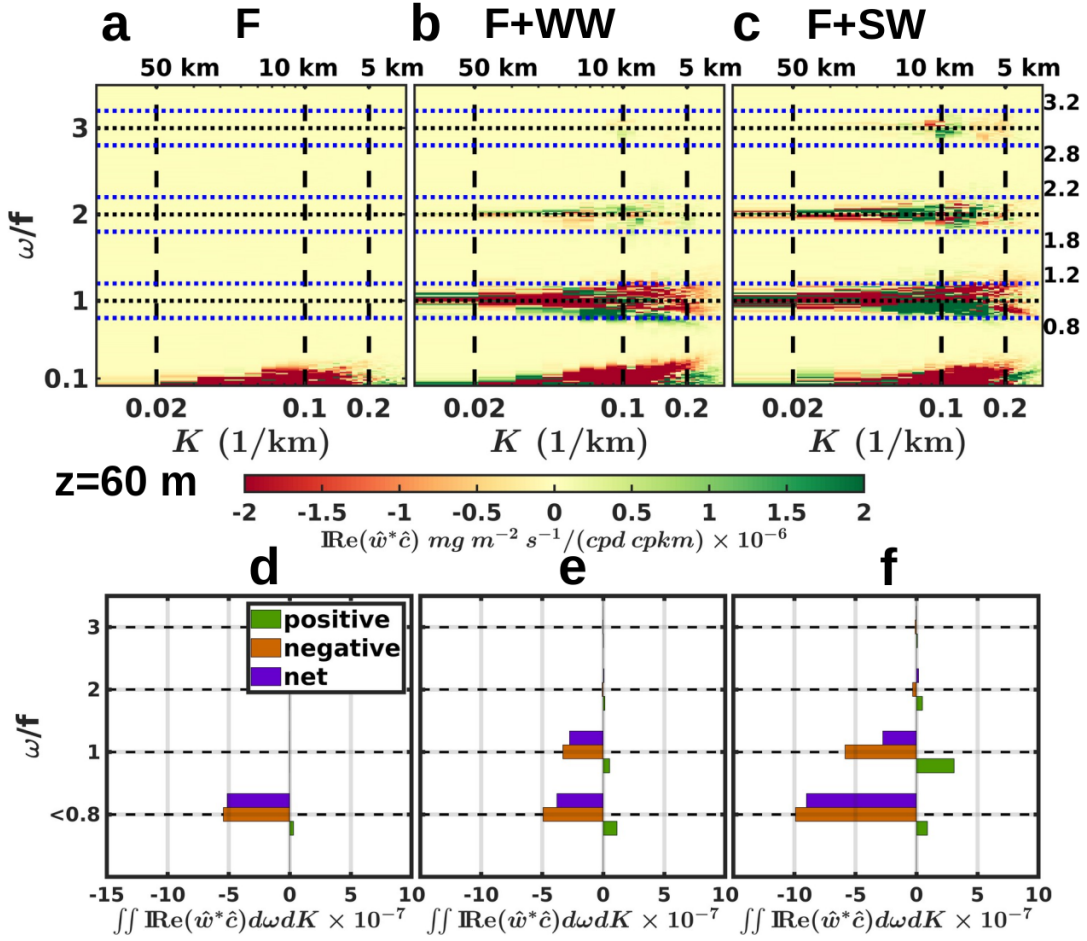 a F b F+WW c F+SW
50 km 10 km 5 km 50 km 10 km 5 km 50 km 10 km 5 km
3.2
3
2.8
2.2
2
1.8
1.2
1
0.8
0.1
ω/f
0.02 0.1 0.2 0.02 0.1 0.2 0.02 0.1 0.2
K (1/km) K (1/km) K (1/km)
z=60 m
-2 -1.5 -1 -0.5 0 0.5 1 1.5 2
ℝe(ŵ*ĉ) mg m⁻² s⁻¹/(cpd cpkm) × 10⁻⁶
d e f
positive
negative
net
3
2
1
<0.8
ω/f
-15 -10 -5 0 5 10 -10 -5 0 5 10 -10 -5 0 5 10
∬ ℝe(ŵ*ĉ)dωdK × 10⁻⁷ ∬ ℝe(ŵ*ĉ)dωdK × 10⁻⁷ ∬ ℝe(ŵ*ĉ)dωdK × 10⁻⁷